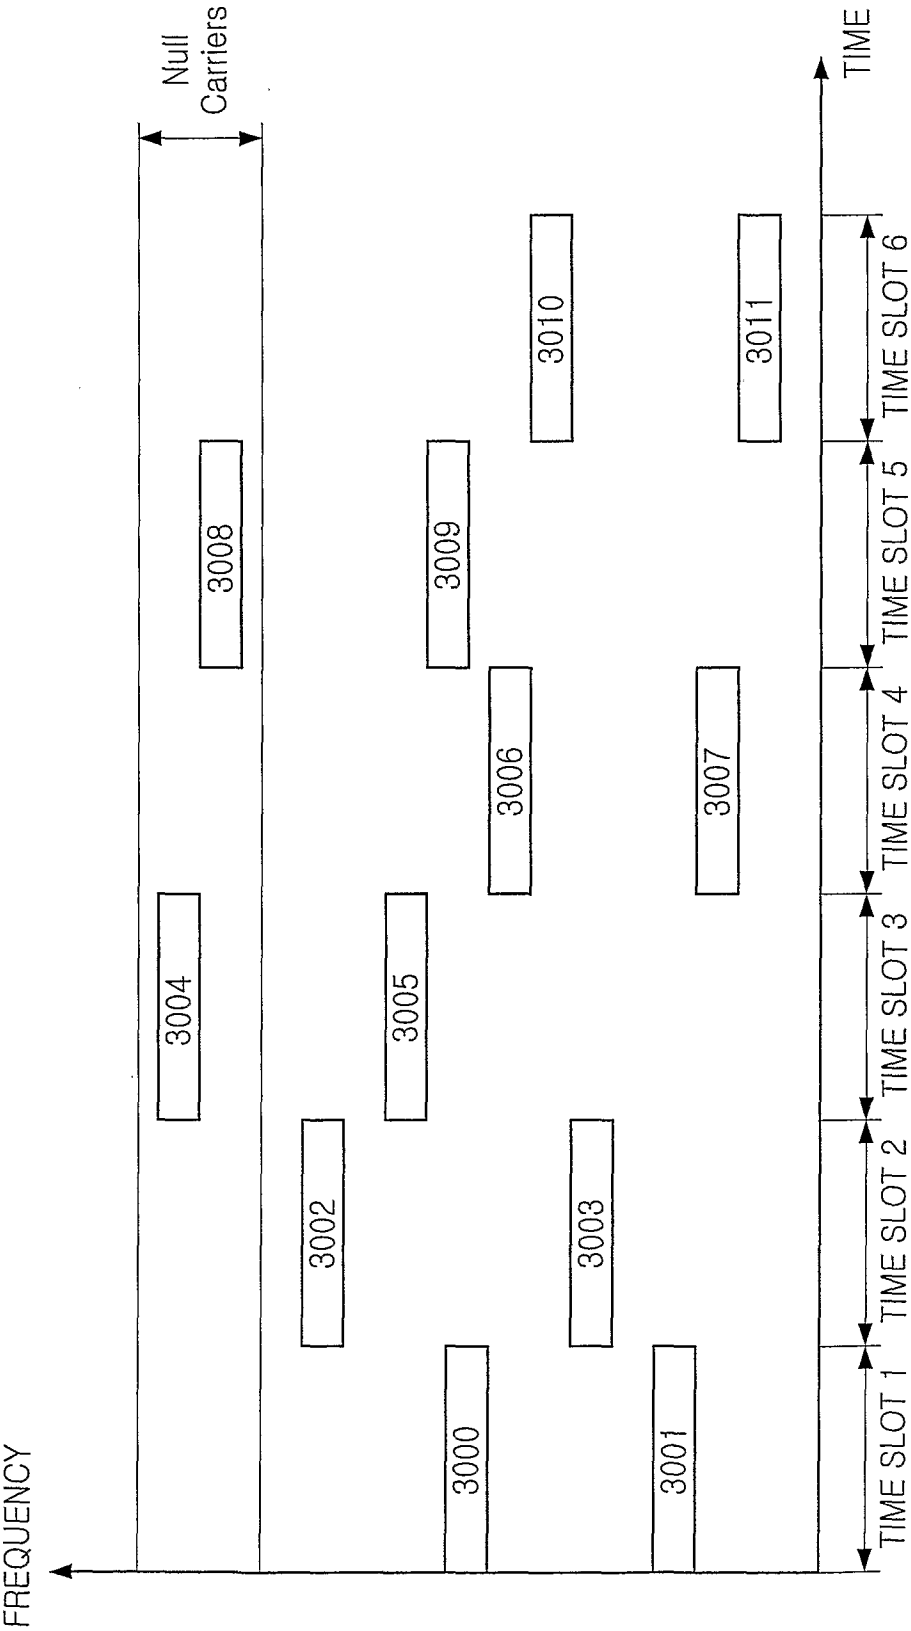 FREQUENCY
Null
Carriers
3004
3008
3002
3005
3009
3000
3006
3010
3003
3001
3007
3011
TIME
TIME SLOT 1
TIME SLOT 2
TIME SLOT 3
TIME SLOT 4
TIME SLOT 5
TIME SLOT 6